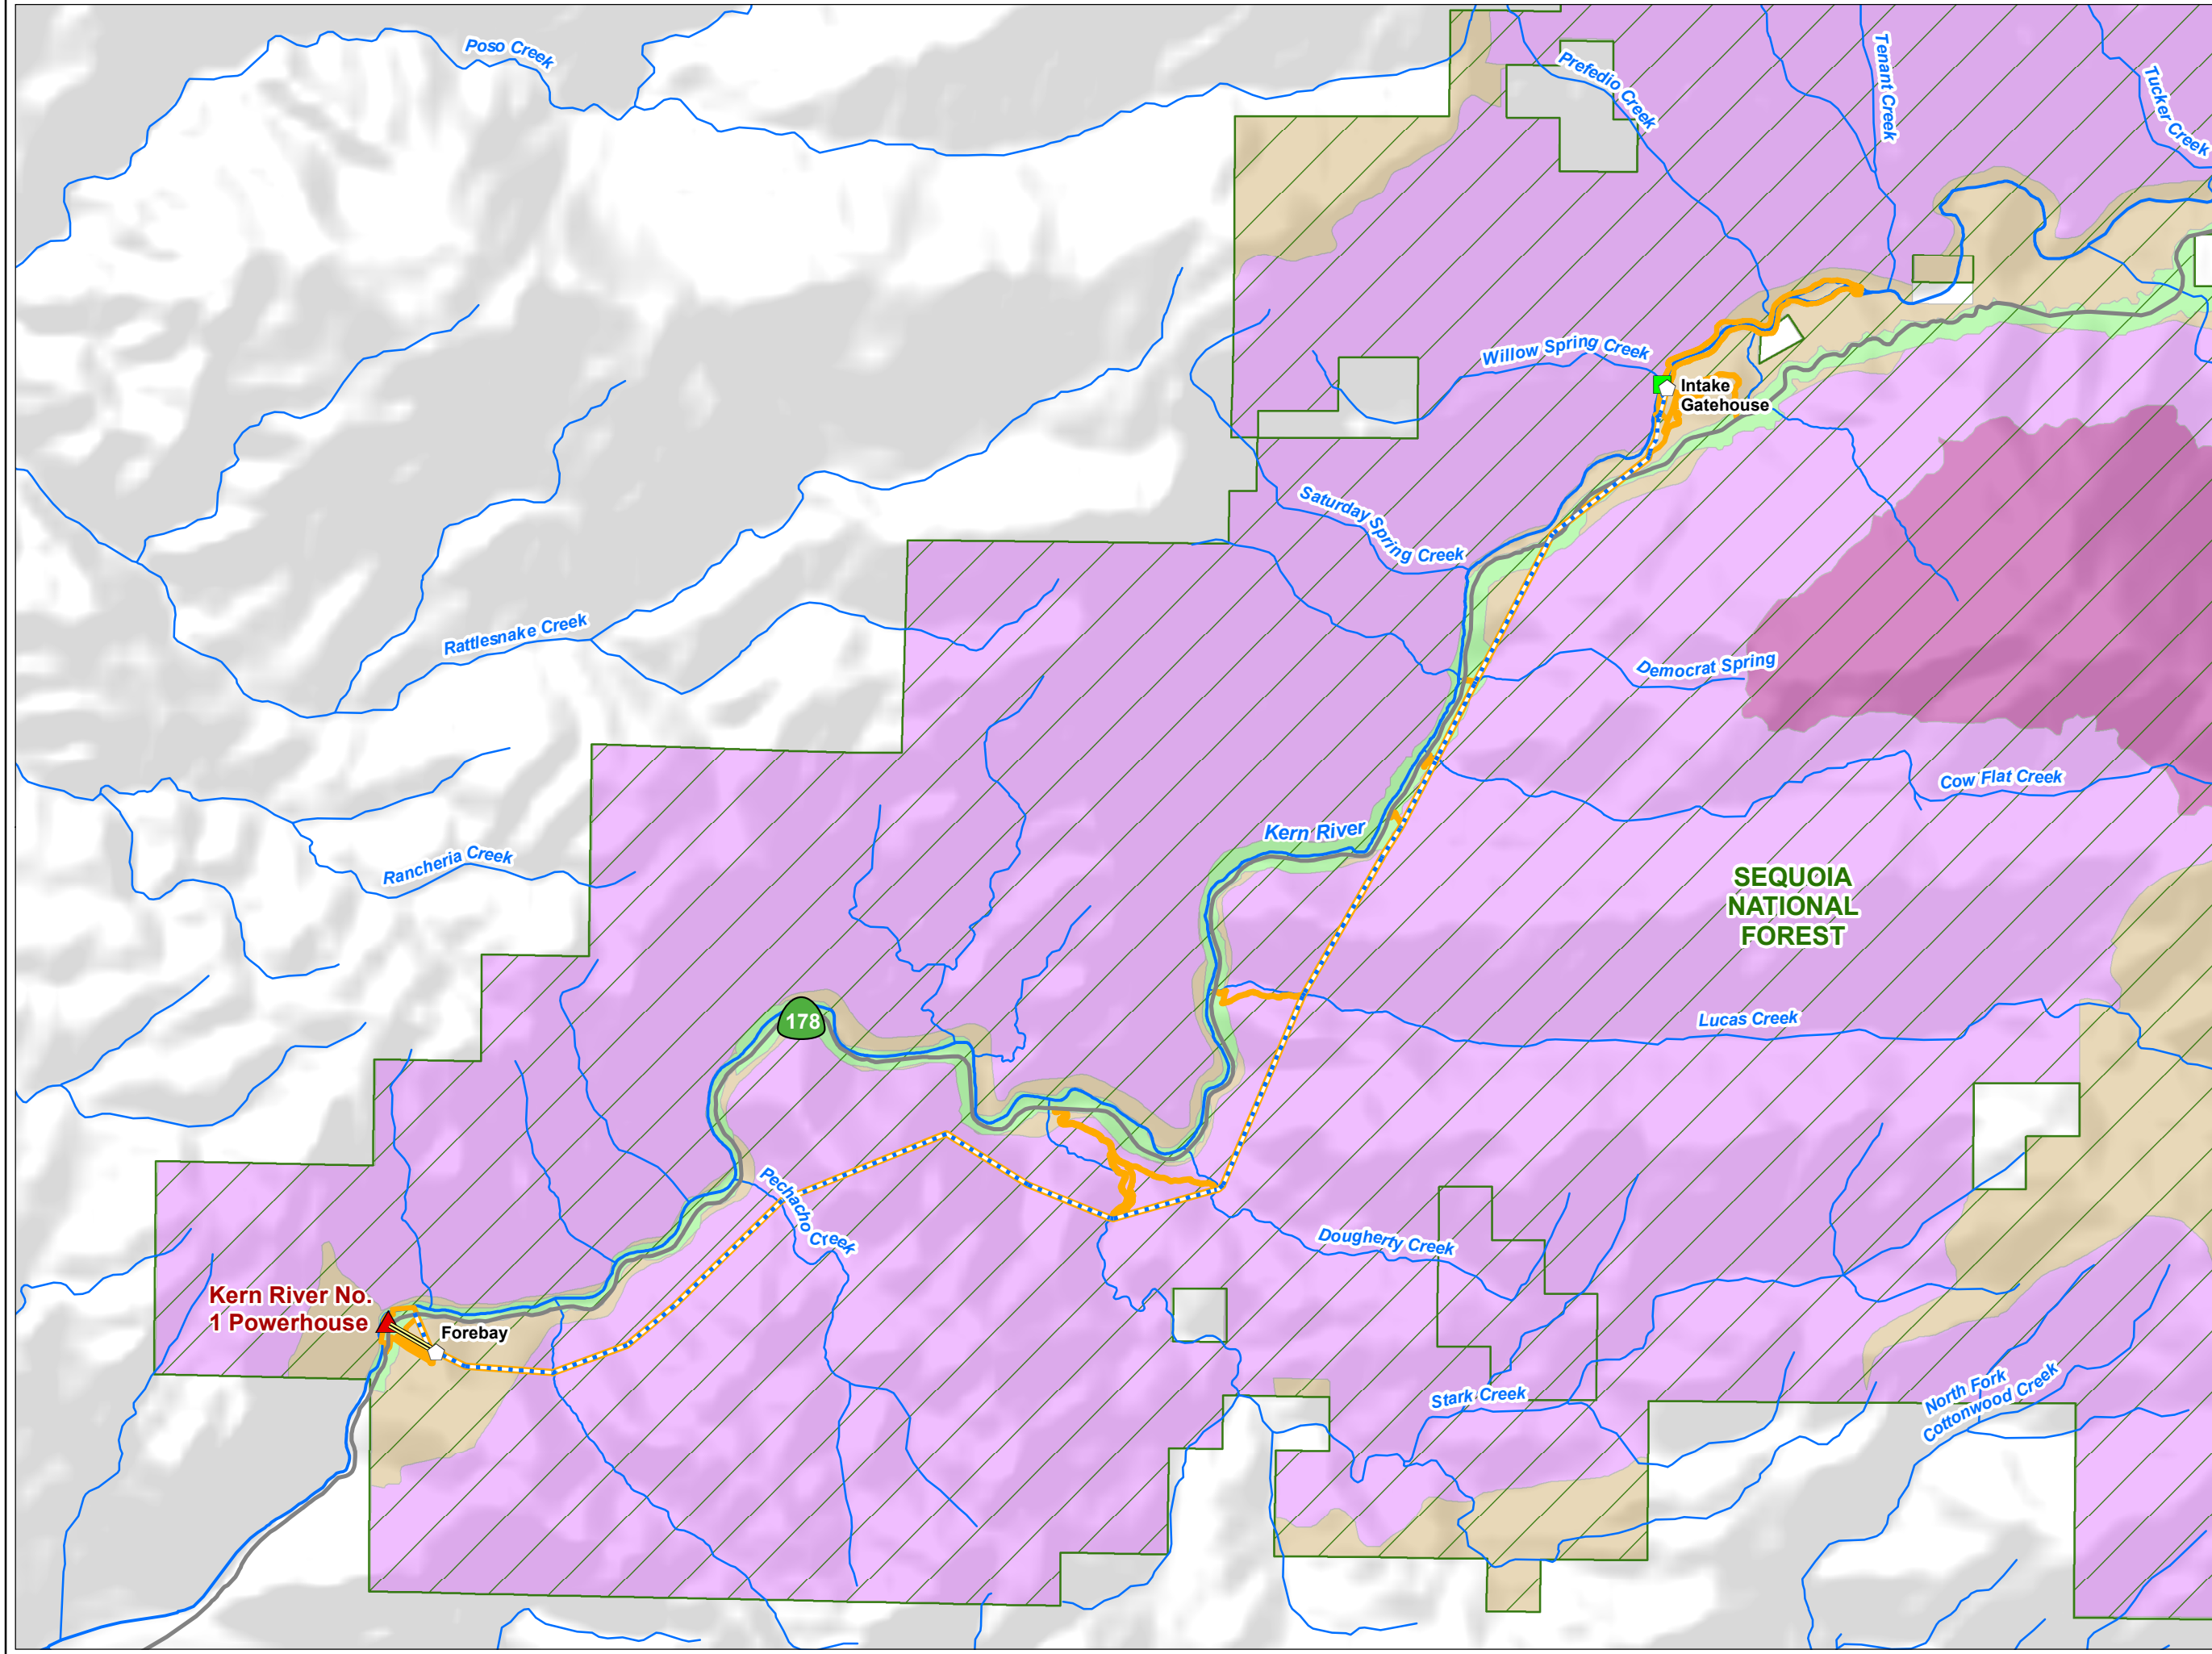 Poso Creek
Prefedio Creek
Tenant Creek
Tucker Creek
Willow Spring Creek
Intake
Gatehouse
Saturday Spring Creek
Rattlesnake Creek
Democrat Spring
Cow Flat Creek
Kern River
Rancheria Creek
SEQUOIA
NATIONAL
FOREST
178
Lucas Creek
Pechacho Creek
Dougherty Creek
Kern River No.
1 Powerhouse
Forebay
Stark Creek
North Fork
Cottonwood Creek